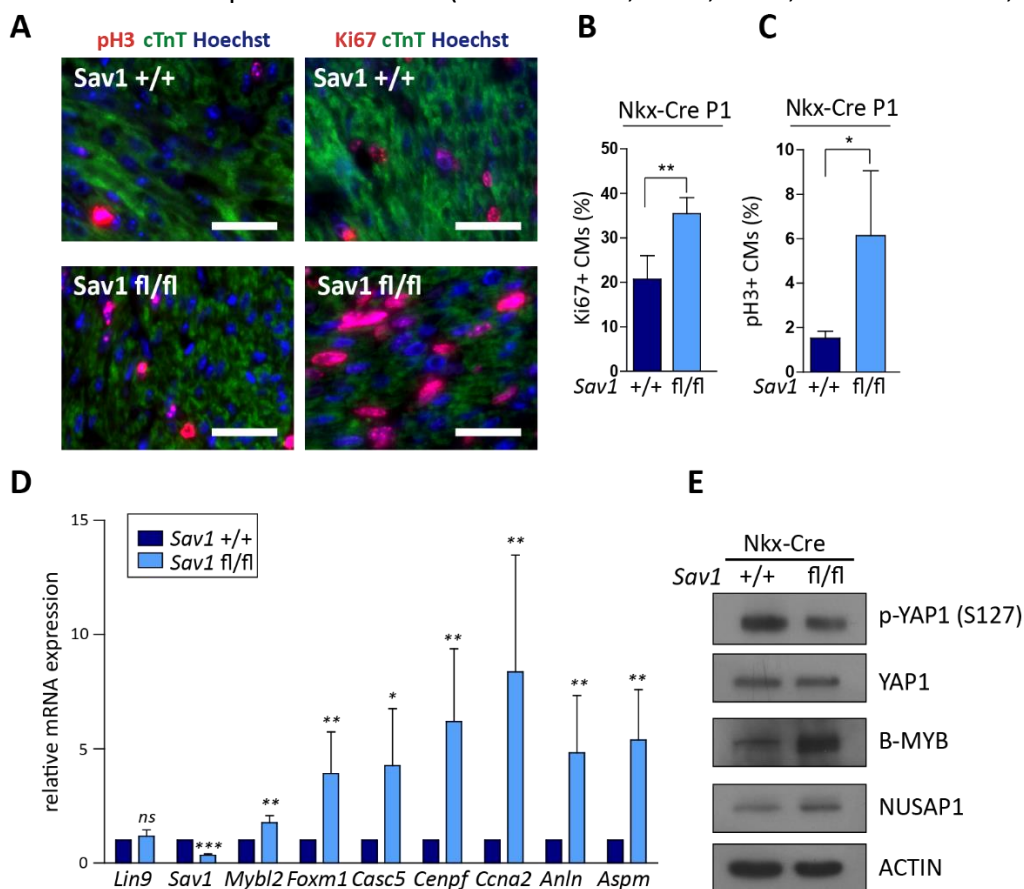 A
pH3 cTnT Hoechst
Ki67 cTnT Hoechst
Sav1 +/+
Sav1 +/+
Sav1 fl/fl
Sav1 fl/fl
B
Nkx-Cre P1
Ki67+ CMs (%)
50
40
30
20
10
0
**
Sav1 +/+ fl/fl
C
Nkx-Cre P1
pH3+ CMs (%)
10
8
6
4
2
0
*
Sav1 +/+ fl/fl
D
relative mRNA expression
15
10
5
0
Sav1 +/+
Sav1 fl/fl
ns *** ** ** * ** ** ** **
Lin9 Sav1 Mybl2 Foxm1 Casc5 Cenpf Ccna2 Anln Aspm
E
Nkx-Cre
Sav1 +/+ fl/fl
p-YAP1 (S127)
YAP1
B-MYB
NUSAP1
ACTIN